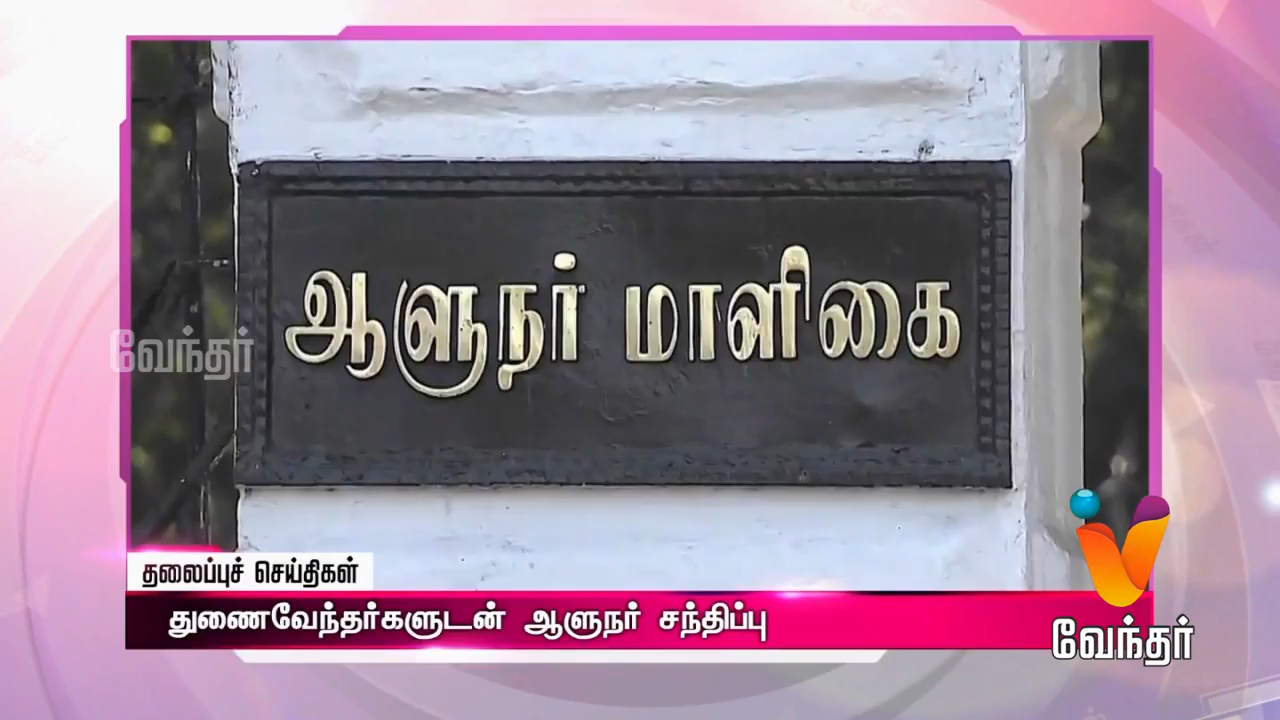 ஆளுநர் மாளிகை
வேந்தர்
தலைப்புச் செய்திகள்
துணைவேந்தர்களுடன் ஆளுநர் சந்திப்பு
வேந்தர்